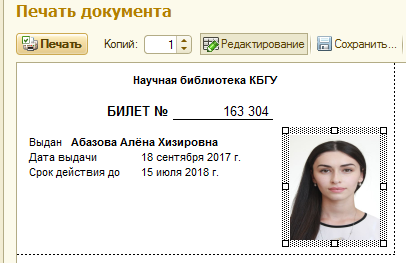 Печать документа
Печать Копий: 1 Редактирование Сохранить...
Научная библиотека КБГУ
БИЛЕТ № 163 304
Выдан Абазова Алёна Хизировна
Дата выдачи 18 сентября 2017 г.
Срок действия до 15 июля 2018 г.